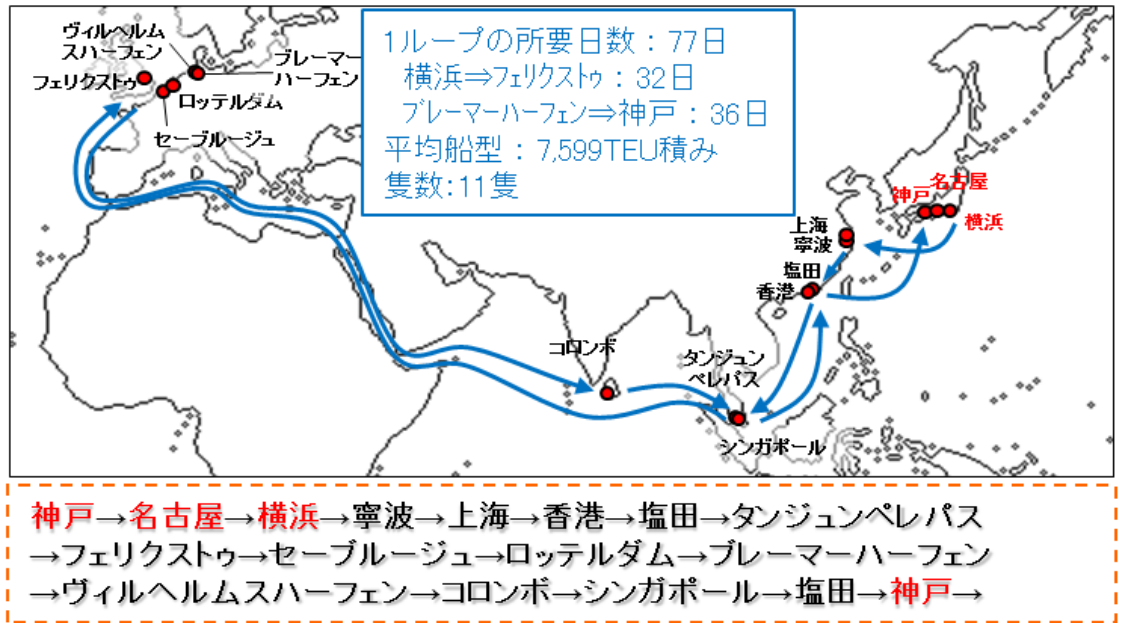 ヴィルヘルム
スハーフェン
ブレーマー
ハーフェン
フェリクストゥ
ロッテルダム
セーブルージュ
1ループの所要日数：77日
横浜⇒フェリクストゥ：32日
ブレーマーハーフェン⇒神戸：36日
平均船型：7,599TEU積み
隻数:11隻
神戸
名古屋
横浜
上海
寧波
塩田
香港
コロンボ
タンジュン
ペレパス
シンガポール
神戸→名古屋→横浜→寧波→上海→香港→塩田→タンジュンペレパス
→フェリクストゥ→セーブルージュ→ロッテルダム→ブレーマーハーフェン
→ヴィルヘルムスハーフェン→コロンボ→シンガポール→塩田→神戸→